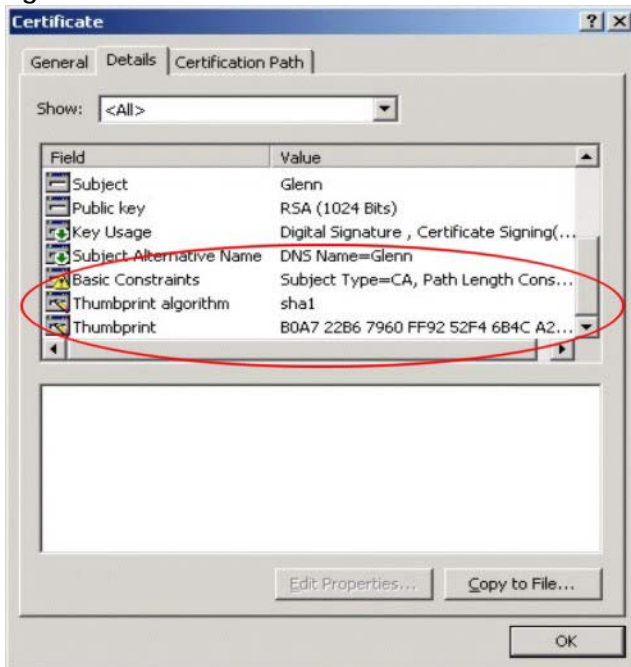 Certificate
General Details Certification Path
Show: <All>
Field Value
Subject Glenn
Public key RSA (1024 Bits)
Key Usage Digital Signature , Certificate Signing(...
Subject Alternative Name DNS Name=Glenn
Basic Constraints Subject Type=CA, Path Length Cons...
Thumbprint algorithm sha1
Thumbprint B0A7 22B6 7960 FF92 52F4 6B4C A2...
Edit Properties... Copy to File...
OK